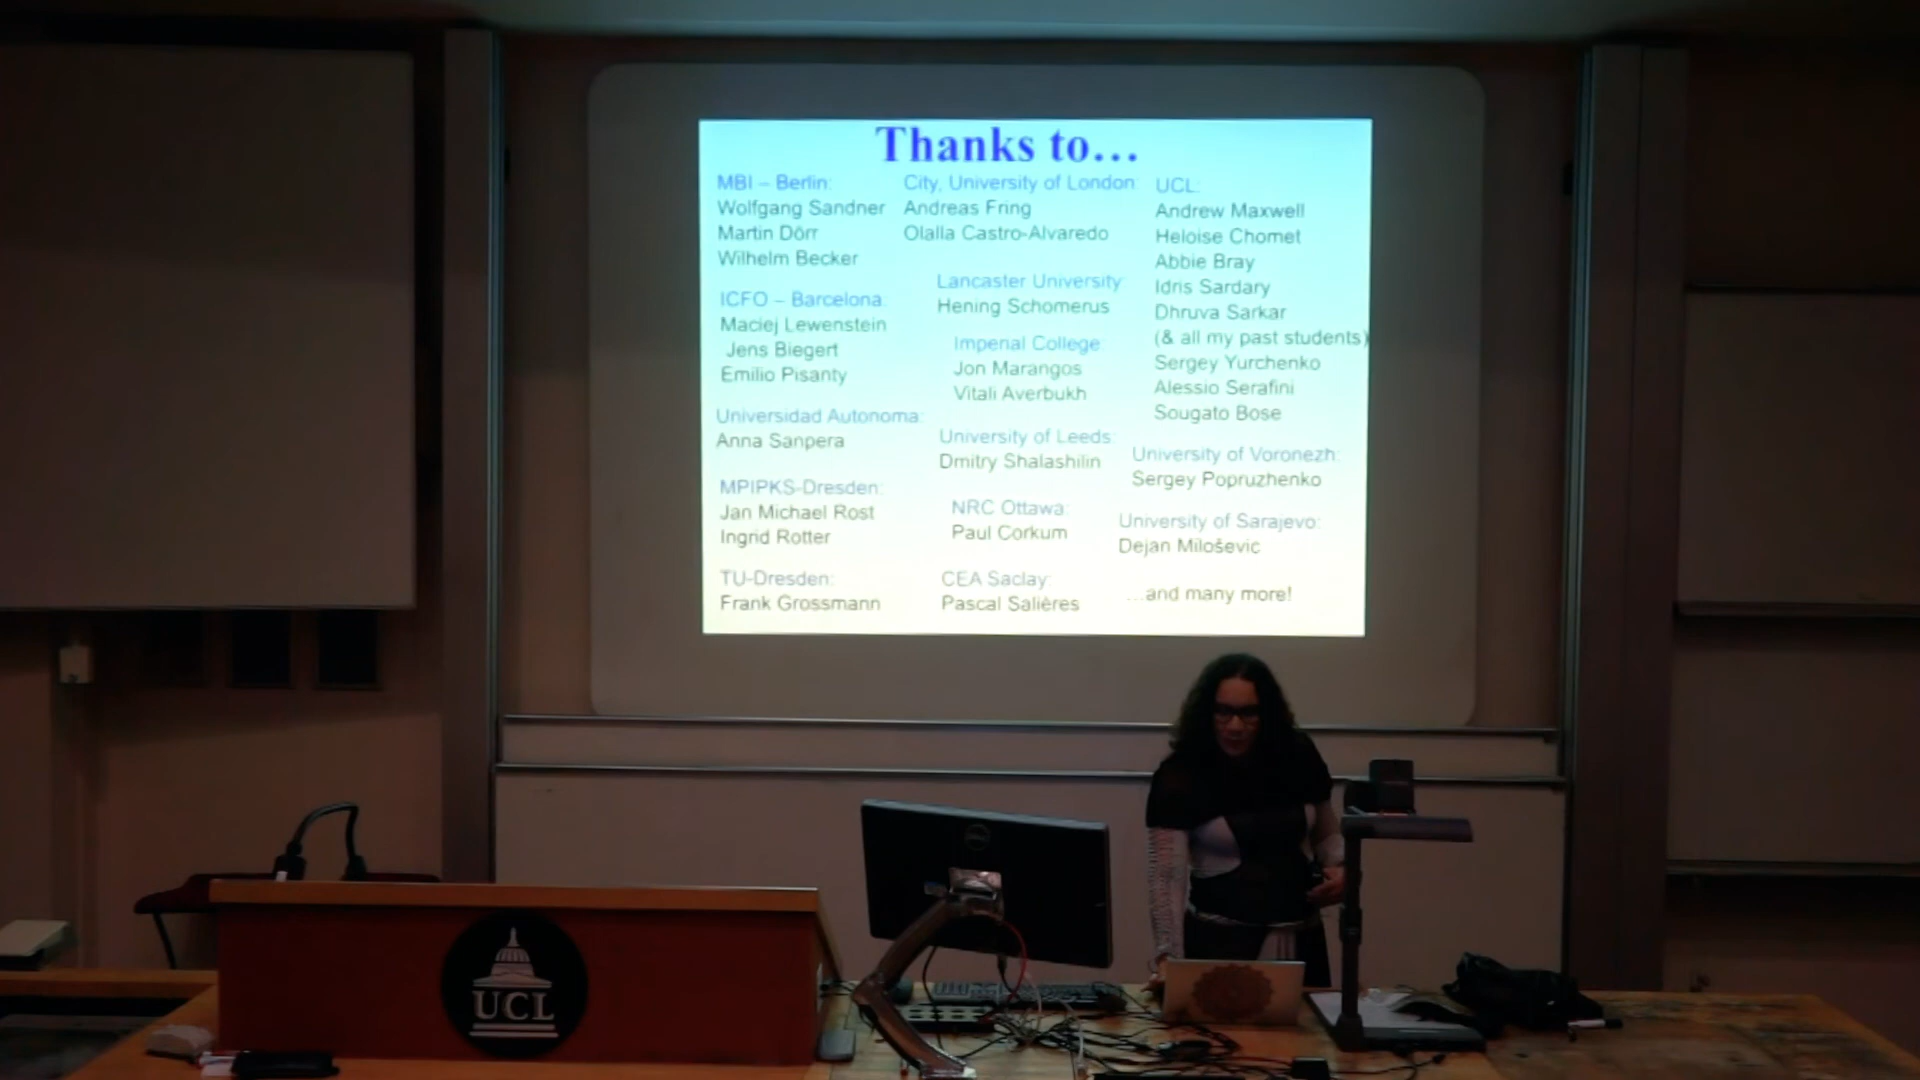 Thanks to...
MBI – Berlin:
Wolfgang Sandner
Martin Dörr
Wilhelm Becker
ICFO – Barcelona:
Maciej Lewenstein
Jens Biegert
Emilio Pisanty
Universidad Autonoma:
Anna Sanpera
MPIPKS-Dresden:
Jan Michael Rost
Ingrid Rotter
TU-Dresden:
Frank Grossmann
City, University of London:
Andreas Fring
Olalla Castro-Alvaredo
Lancaster University:
Hening Schomerus
Imperial College:
Jon Marangos
Vitali Averbukh
University of Leeds:
Dmitry Shalashilin
NRC Ottawa:
Paul Corkum
CEA Saclay:
Pascal Salières
UCL:
Andrew Maxwell
Heloise Chomet
Abbie Bray
Idris Sardary
Dhruva Sarkar
(& all my past students)
Sergey Yurchenko
Alessio Serafini
Sougato Bose
University of Voronezh:
Sergey Popruzhenko
University of Sarajevo:
Dejan Miloševic
...and many more!
UCL